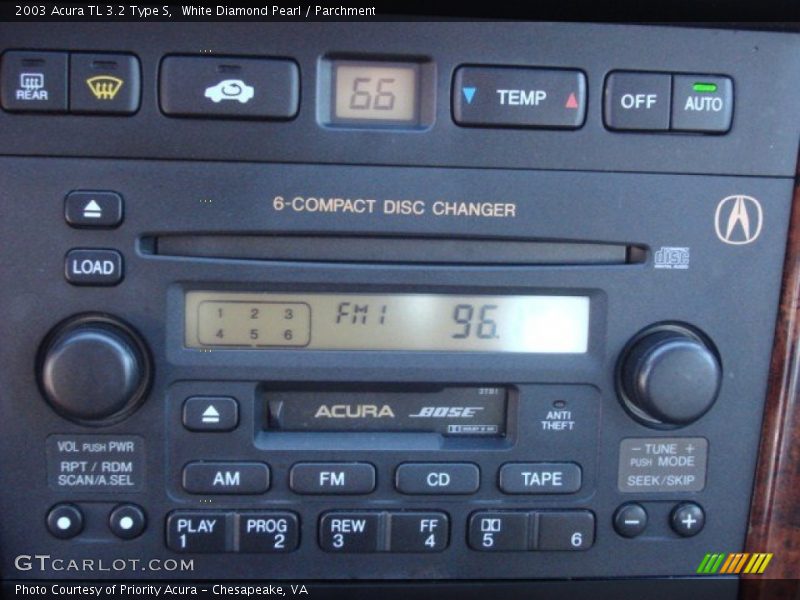 2003 Acura TL 3.2 Type S, White Diamond Pearl / Parchment
REAR
66
TEMP
OFF
AUTO
6-COMPACT DISC CHANGER
LOAD
disc
DIGITAL AUDIO
1 2 3
4 5 6
FM1 96.
ACURA BOSE
ANTI
THEFT
VOL PUSH PWR
RPT / RDM
SCAN/A.SEL
- TUNE +
PUSH MODE
SEEK/SKIP
AM
FM
CD
TAPE
PLAY
1
PROG
2
REW
3
FF
4
5
6
- +
GTCARLOT.COM
Photo Courtesy of Priority Acura – Chesapeake, VA